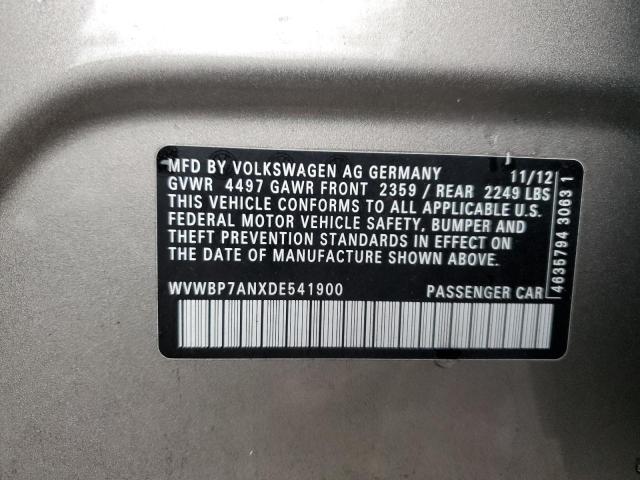 MFD BY VOLKSWAGEN AG GERMANY 11/12
GVWR 4497 GAWR FRONT 2359 / REAR 2249 LBS
THIS VEHICLE CONFORMS TO ALL APPLICABLE U.S.
FEDERAL MOTOR VEHICLE SAFETY, BUMPER AND
THEFT PREVENTION STANDARDS IN EFFECT ON
THE DATE OF MANUFACTURE SHOWN ABOVE.
WVWBP7ANXDE541900 PASSENGER CAR
4635794 3063 1